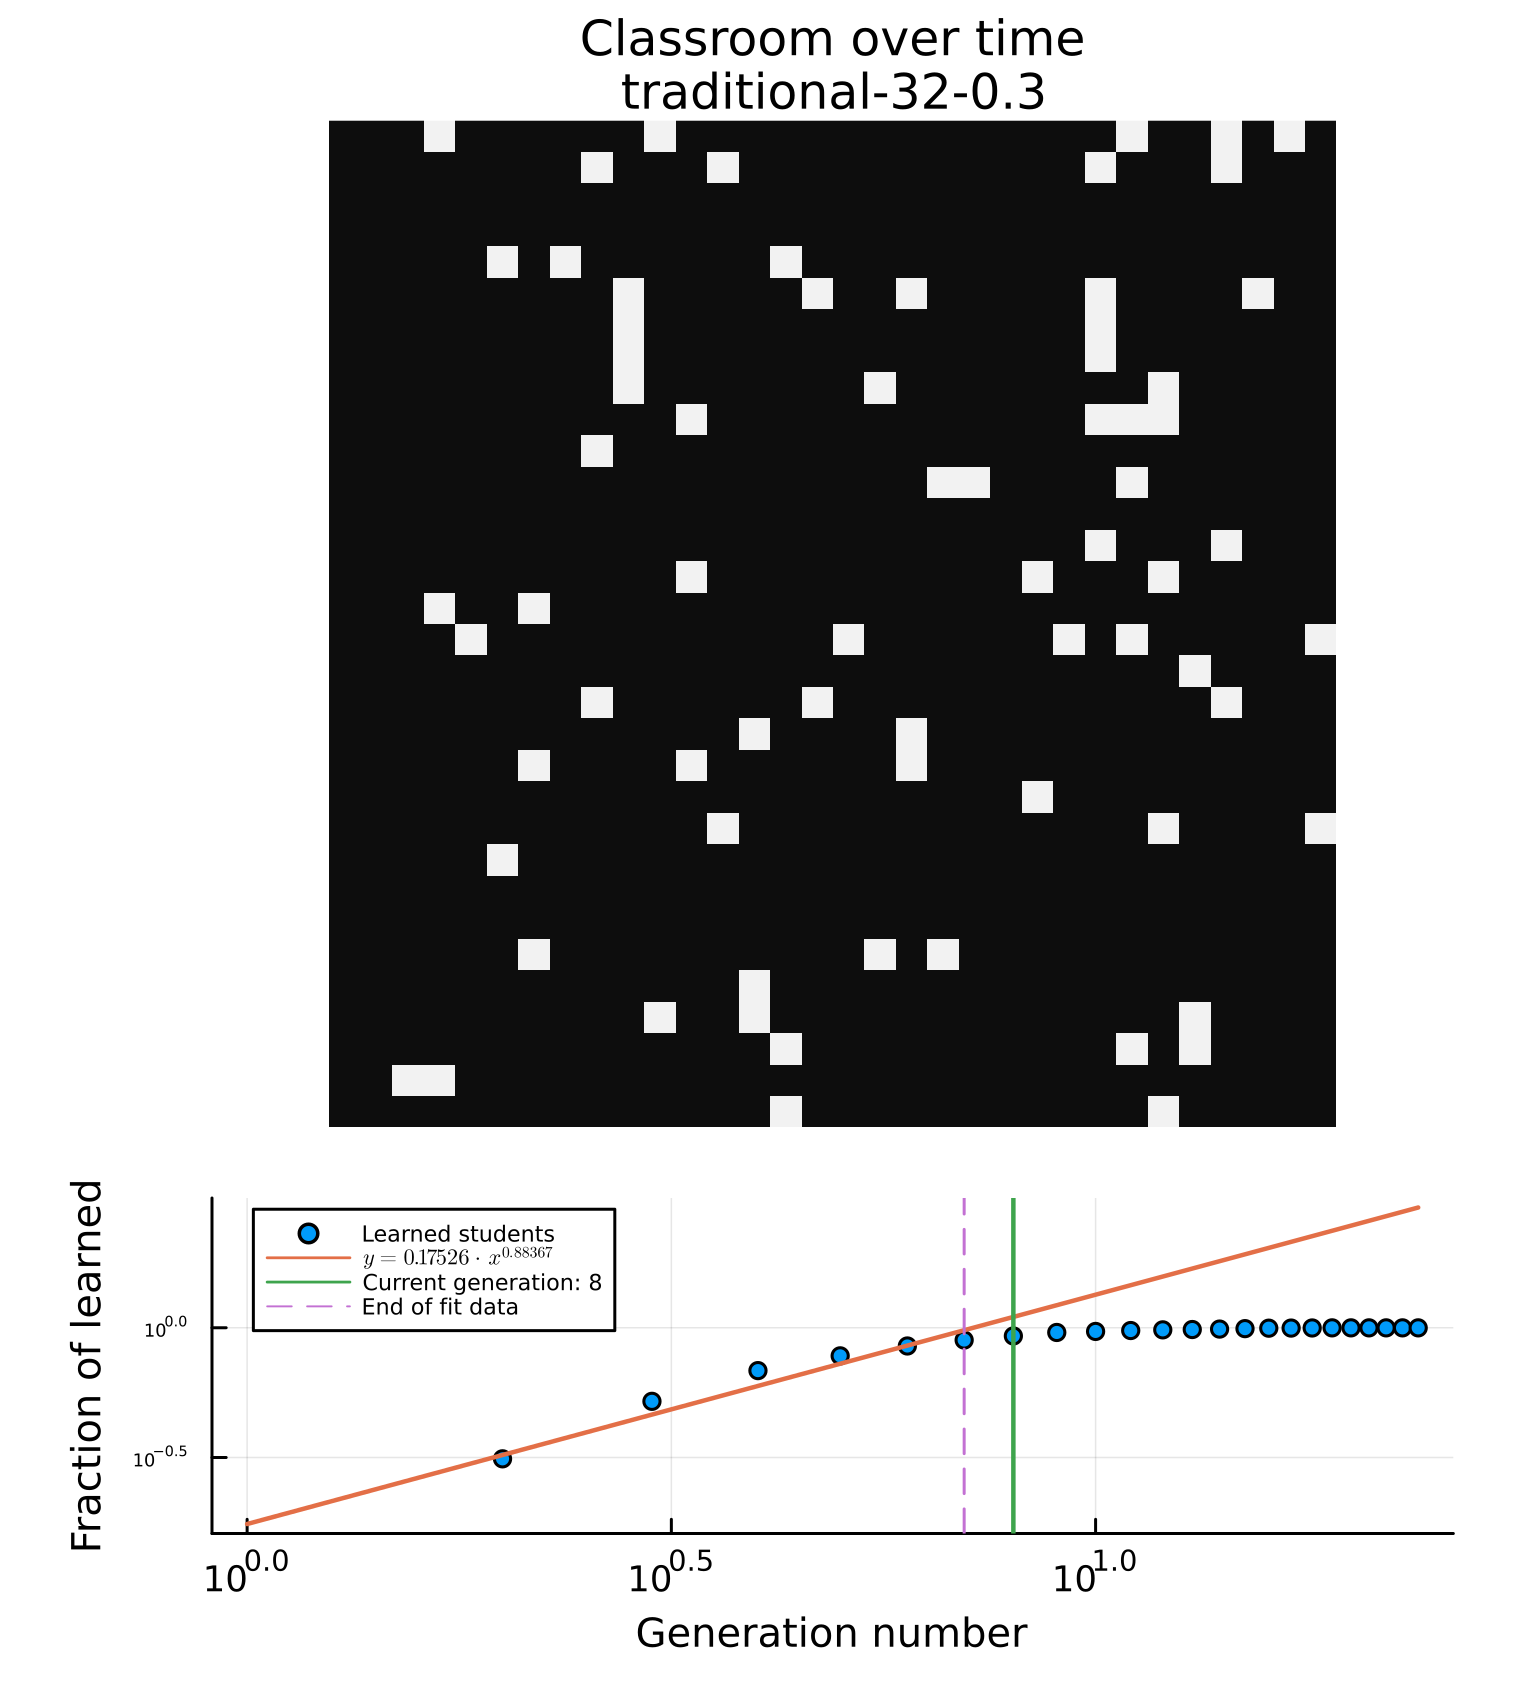 Classroom over time
traditional-32-0.3
Fraction of learned
Learned students
y = 0.17526 · x^0.88367
Current generation: 8
End of fit data
10^0.0
10^−0.5
10^0.0
10^0.5
10^1.0
Generation number